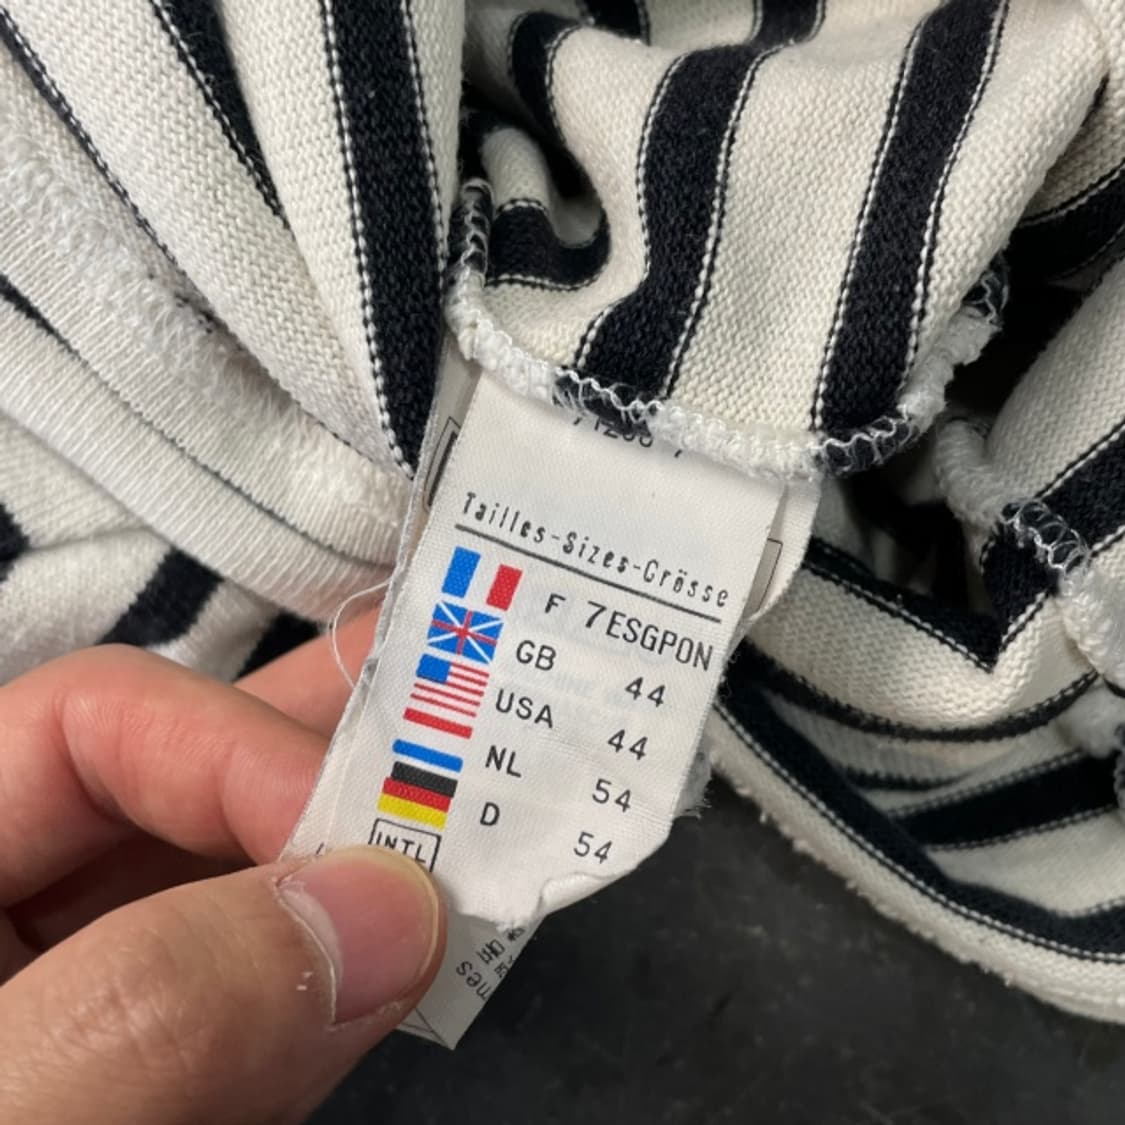 Tailles-Sizes-Grösse
F 7ESGPON
GB 44
USA 44
NL 54
D 54
INTL